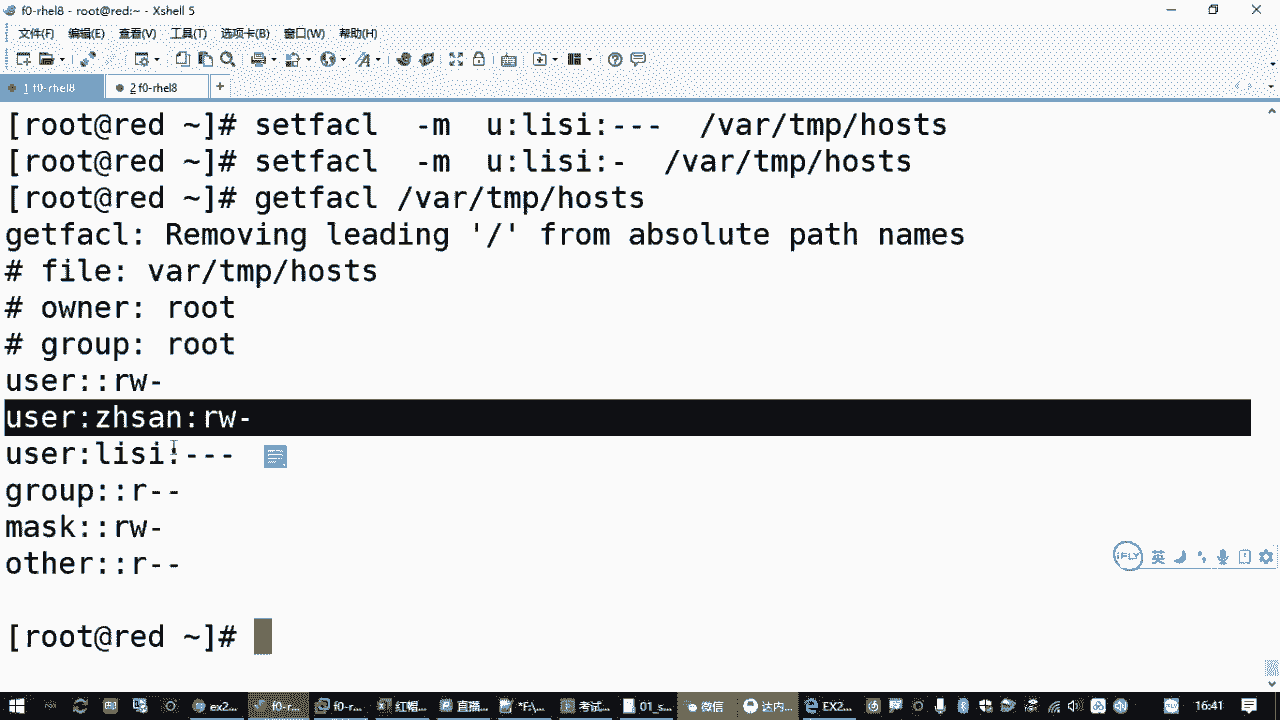 f0-rhel8 - root@red:~ - Xshell 5
文件(F) 编辑(E) 查看(V) 工具(T) 选项卡(B) 窗口(W) 帮助(H)
1 f0-rhel8 2 f0-rhel8 +
[root@red ~]# setfacl -m u:lisi:--- /var/tmp/hosts
[root@red ~]# setfacl -m u:lisi:- /var/tmp/hosts
[root@red ~]# getfacl /var/tmp/hosts
getfacl: Removing leading '/' from absolute path names
# file: var/tmp/hosts
# owner: root
# group: root
user::rw-
user:zhsan:rw-
user:lisi:---
group::r--
mask::rw-
other::r--
iFLY 英
[root@red ~]#
ex2... f0-r... f0-r... 红帽... 直播... *F:\... 考试... 01_s... 微信 达内... EX2... 16:41